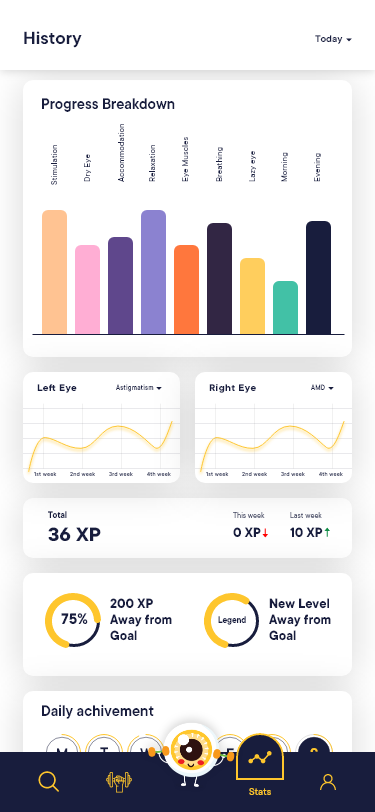 History
Today
Progress Breakdown
Stimulation
Dry Eye
Accommodation
Relaxation
Eye Muscles
Breathing
Lazy eye
Morning
Evening
Left Eye
Astigmatism
Right Eye
AMD
1st week 2nd week 3rd week 4th week
1st week 2nd week 3rd week 4th week
Total
36 XP
This week
0 XP
Last week
10 XP
75%
200 XP
Away from
Goal
Legend
New Level
Away from
Goal
Daily achivement
M T W
Stats